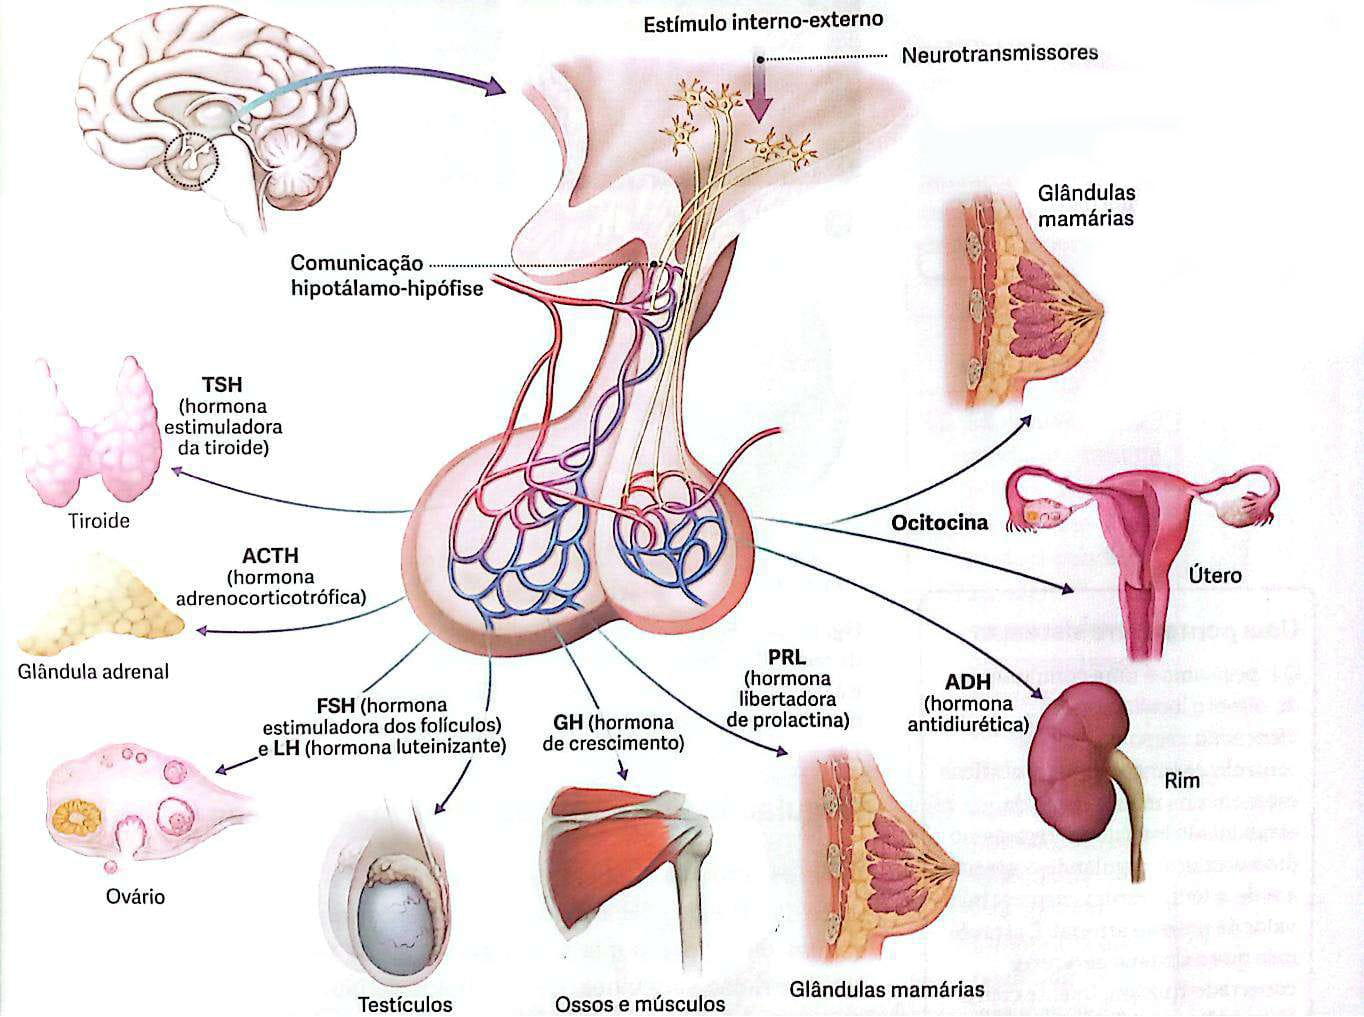 Estímulo interno-externo
Neurotransmissores
Glândulas
mamárias
Comunicação
hipotálamo-hipófise
TSH
(hormona
estimuladora
da tiroide)
Tiroide
Ocitocina
Útero
ACTH
(hormona
adrenocorticotrófica)
Glândula adrenal
FSH (hormona
estimuladora dos folículos)
e LH (hormona luteinizante)
GH (hormona
de crescimento)
PRL
(hormona
libertadora
de prolactina)
ADH
(hormona
antidiurética)
Rim
Ovário
Testículos
Ossos e músculos
Glândulas mamárias